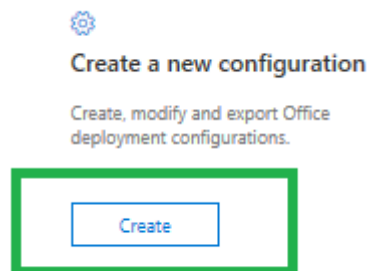 Create a new configuration
Create, modify and export Office
deployment configurations.
Create